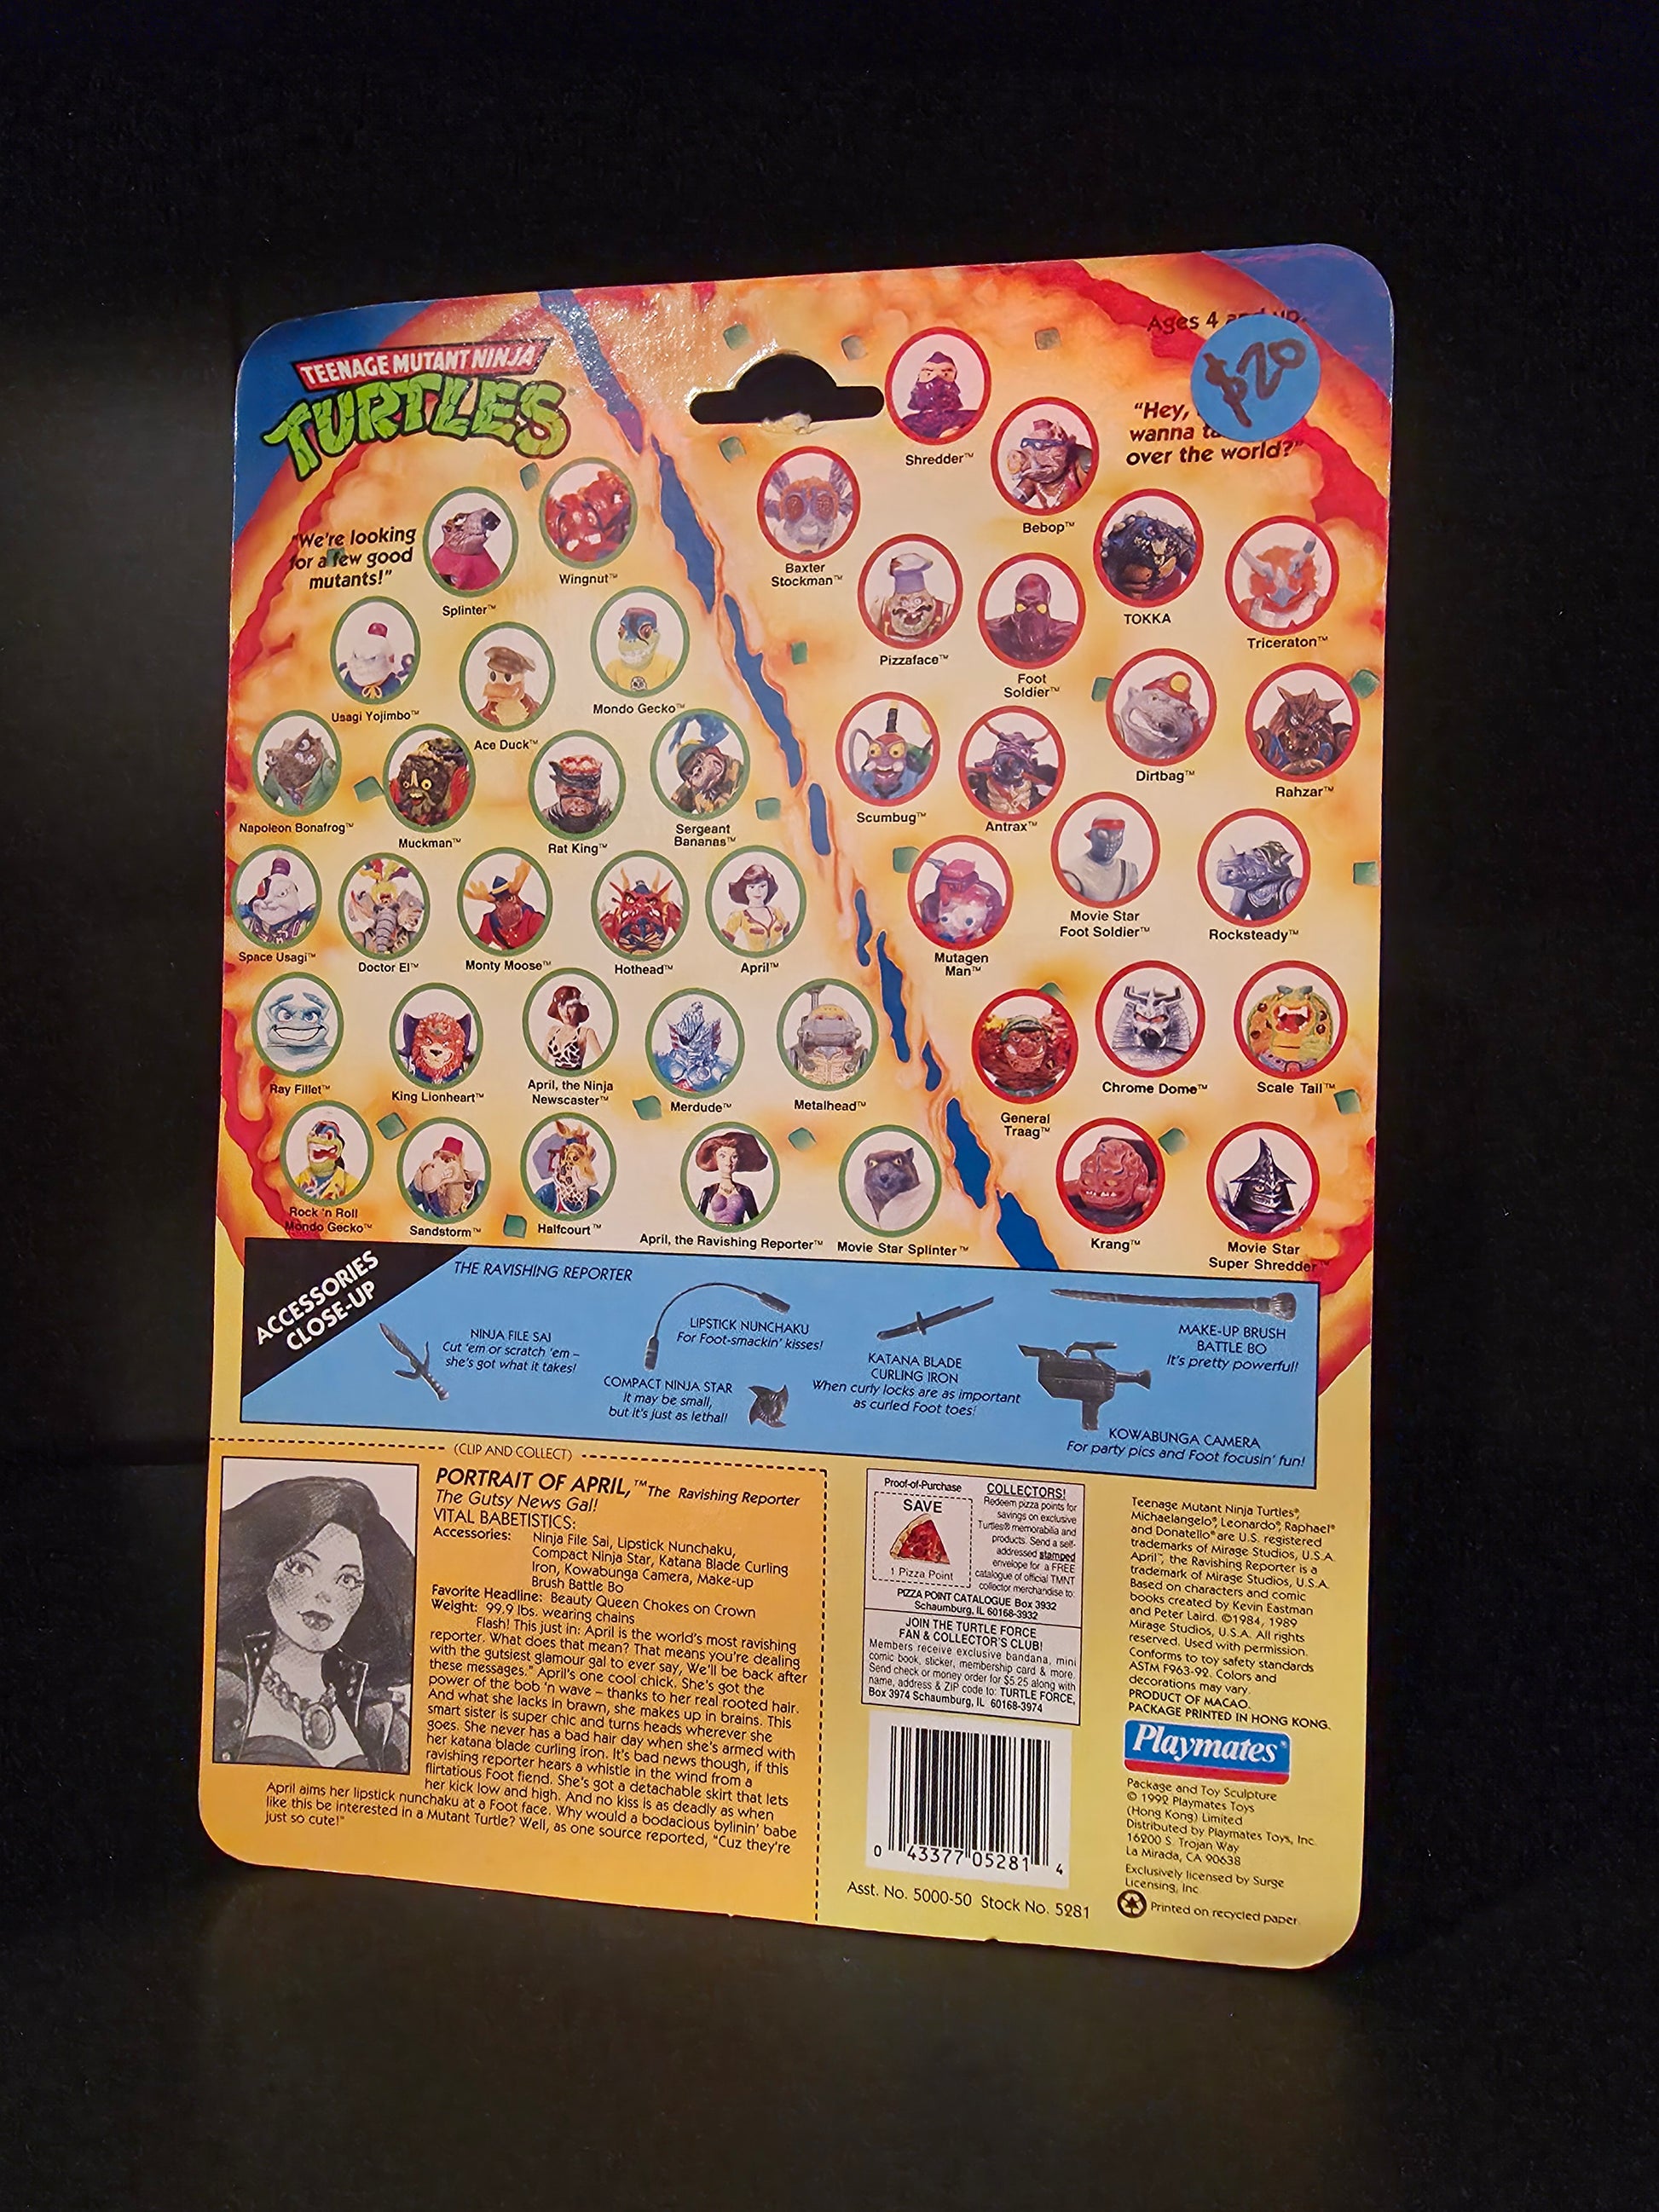 TEENAGE MUTANT NINJA
TURTLES
Ages 4
$20
"Hey,
wanna
over the world?"
"We're looking
for a few good
mutants!"
Shredder™
Bebop™
Wingnut™
Splinter™
Baxter
Stockman™
TOKKA
Triceraton™
Pizzaface™
Foot
Soldier™
Usagi Yojimbo™
Ace Duck™
Mondo Gecko™
Dirtbag™
Rahzar™
Scumbug™
Antrax™
Napoleon Bonafrog™
Muckman™
Rat King™
Sergeant
Bananas™
Movie Star
Foot Soldier™
Rocksteady™
Mutagen
Man™
Space Usagi™
Doctor El™
Monty Moose™
Hothead™
April™
Chrome Dome™
Scale Tail™
General
Traag™
Ray Fillet™
King Lionheart™
April, the Ninja
Newscaster™
Merdude™
Metalhead™
Rock 'n Roll
Mondo Gecko™
Sandstorm™
Halfcourt™
April, the Ravishing Reporter™
Movie Star Splinter™
Krang™
Movie Star
Super Shredder™
ACCESSORIES
CLOSE-UP
THE RAVISHING REPORTER
NINJA FILE SAI
Cut 'em or scratch 'em –
she's got what it takes!
LIPSTICK NUNCHAKU
For Foot-smackin' kisses!
COMPACT NINJA STAR
It may be small,
but it's just as lethal!
KATANA BLADE
CURLING IRON
When curly locks are as important
as curled Foot toes!
MAKE-UP BRUSH
BATTLE BO
It's pretty powerful!
KOWABUNGA CAMERA
For party pics and Foot focusin' fun!
(CLIP AND COLLECT)
PORTRAIT OF APRIL,™ The Ravishing Reporter
The Gutsy News Gal!
VITAL BABETISTICS:
Accessories: Ninja File Sai, Lipstick Nunchaku,
Compact Ninja Star, Katana Blade Curling
Iron, Kowabunga Camera, Make-up
Brush Battle Bo
Favorite Headline: Beauty Queen Chokes on Crown
Weight: 99.9 lbs. wearing chains
Flash! This just in: April is the world's most ravishing
reporter. What does that mean? That means you're dealing
with the gutsiest glamour gal to ever say, We'll be back after
these messages." April's one cool chick. She's got the
power of the bob 'n wave – thanks to her real rooted hair.
And what she lacks in brawn, she makes up in brains. This
smart sister is super chic and turns heads wherever she
goes. She never has a bad hair day when she's armed with
her katana blade curling iron. It's bad news though, if this
ravishing reporter hears a whistle in the wind from a
flirtatious Foot fiend. She's got a detachable skirt that lets
her kick low and high. And no kiss is as deadly as when
April aims her lipstick nunchaku at a Foot face. Why would a bodacious bylinin' babe
like this be interested in a Mutant Turtle? Well, as one source reported, "Cuz they're
just so cute!"
Proof-of-Purchase
SAVE
1 Pizza Point
COLLECTORS!
Redeem pizza points for
savings on exclusive
Turtles® memorabilia and
products. Send a self-
addressed stamped
envelope for a FREE
catalogue of official TMNT
collector merchandise to:
PIZZA POINT CATALOGUE Box 3932
Schaumburg, IL 60168-3932
JOIN THE TURTLE FORCE
FAN & COLLECTOR'S CLUB!
Members receive exclusive bandana, mini
comic book, sticker, membership card & more.
Send check or money order for $5.25 along with
name, address & ZIP code to: TURTLE FORCE,
Box 3974 Schaumburg, IL 60168-3974
0 43377 05281 4
Asst. No. 5000-50 Stock No. 5281
Teenage Mutant Ninja Turtles®,
Michaelangelo®, Leonardo®, Raphael®
and Donatello® are U.S. registered
trademarks of Mirage Studios, U.S.A.
April™, the Ravishing Reporter is a
trademark of Mirage Studios, U.S.A.
Based on characters and comic
books created by Kevin Eastman
and Peter Laird. ©1984, 1989
Mirage Studios, U.S.A. All rights
reserved. Used with permission.
Conforms to toy safety standards
ASTM F963-92. Colors and
decorations may vary.
PRODUCT OF MACAO.
PACKAGE PRINTED IN HONG KONG.
Playmates®
Package and Toy Sculpture
© 1992 Playmates Toys
(Hong Kong) Limited
Distributed by Playmates Toys, Inc.
16200 S. Trojan Way
La Mirada, CA 90638
Exclusively licensed by Surge
Licensing, Inc.
Printed on recycled paper.